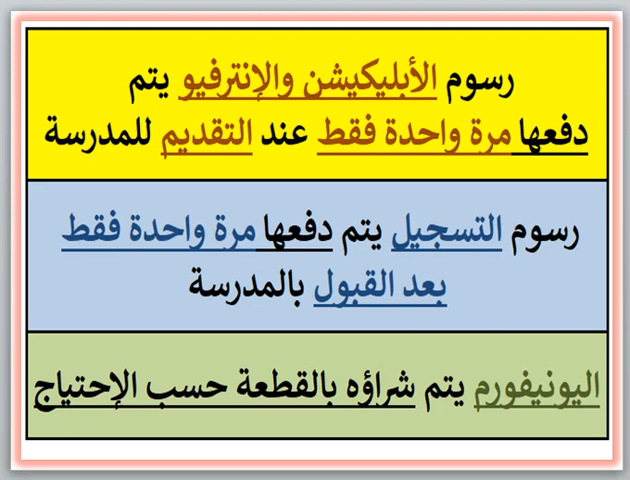 رسوم الأبليكيشن والإنترفيو يتم
دفعها مرة واحدة فقط عند التقديم للمدرسة
رسوم التسجيل يتم دفعها مرة واحدة فقط
بعد القبول بالمدرسة
اليونيفورم يتم شراؤه بالقطعة حسب الإحتياج